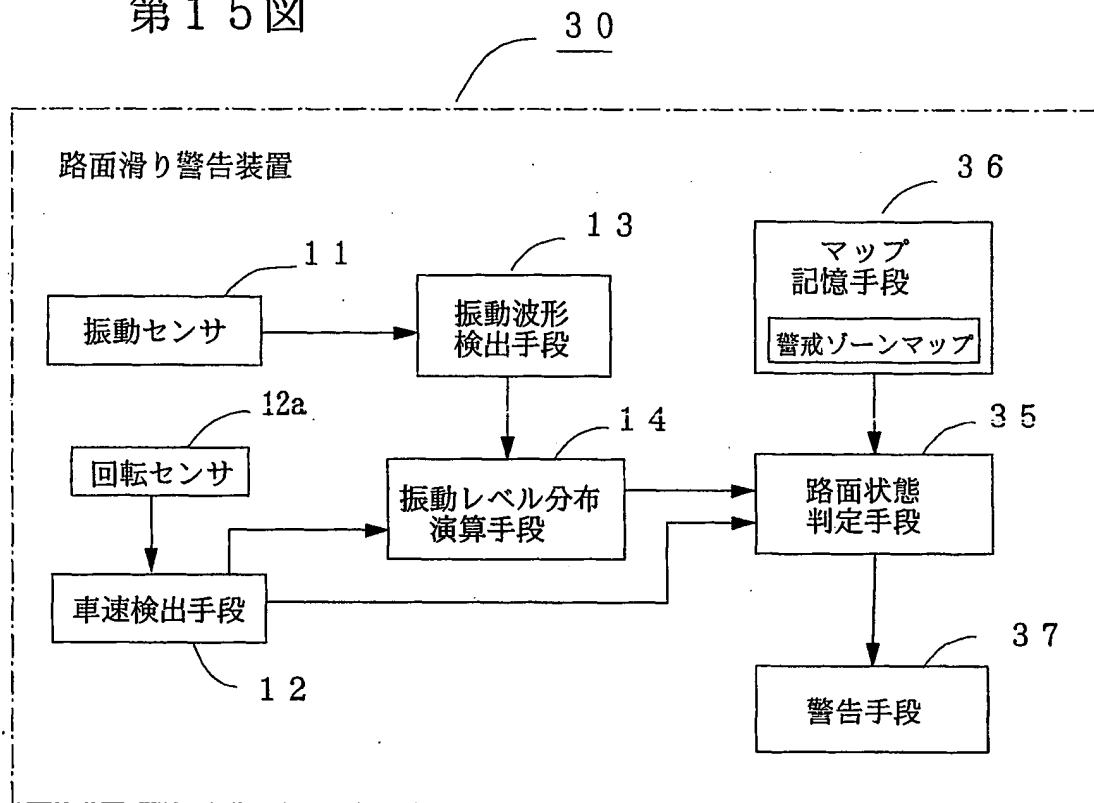 第１５図
３０
路面滑り警告装置
３６
１３
マップ
記憶手段
警戒ゾーンマップ
１１
振動センサ
振動波形
検出手段
12a
回転センサ
１４
３５
振動レベル分布
演算手段
路面状態
判定手段
車速検出手段
１２
３７
警告手段